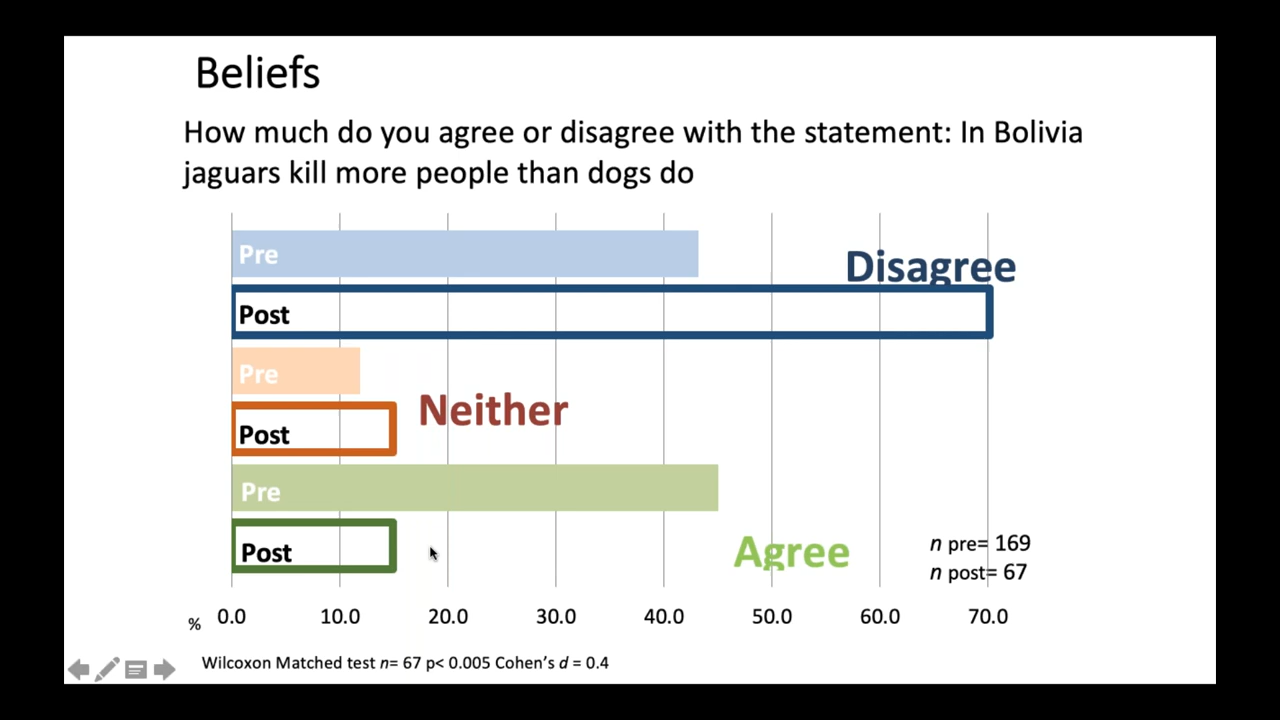 Beliefs
How much do you agree or disagree with the statement: In Bolivia
jaguars kill more people than dogs do
Pre
Disagree
Post
Pre
Neither
Post
Pre
Post
Agree
n pre= 169
n post= 67
% 0.0 10.0 20.0 30.0 40.0 50.0 60.0 70.0
Wilcoxon Matched test n= 67 p< 0.005 Cohen's d = 0.4